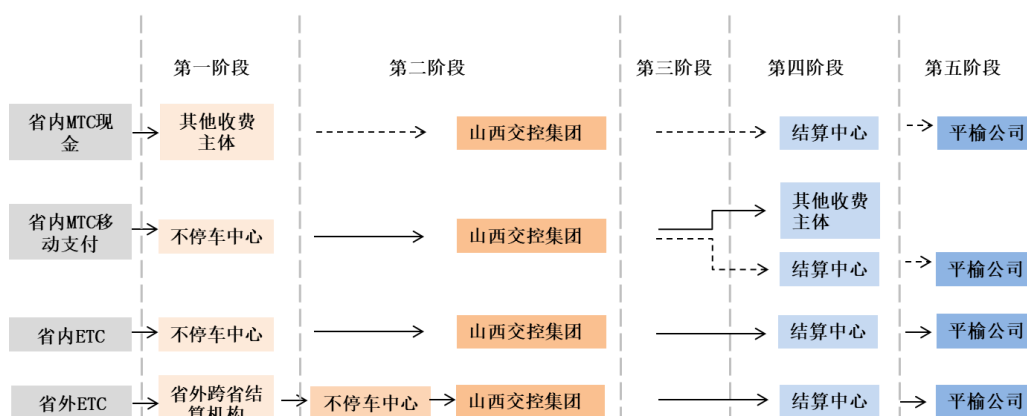 第一阶段 第二阶段 第三阶段 第四阶段 第五阶段
省内MTC现
金
其他收费
主体
山西交控集团
结算中心
平榆公司
省内MTC移
动支付
不停车中心
山西交控集团
其他收费
主体
结算中心
平榆公司
省内ETC
不停车中心
山西交控集团
结算中心
平榆公司
省外ETC
省外跨省结
算机构
不停车中心
山西交控集团
结算中心
平榆公司